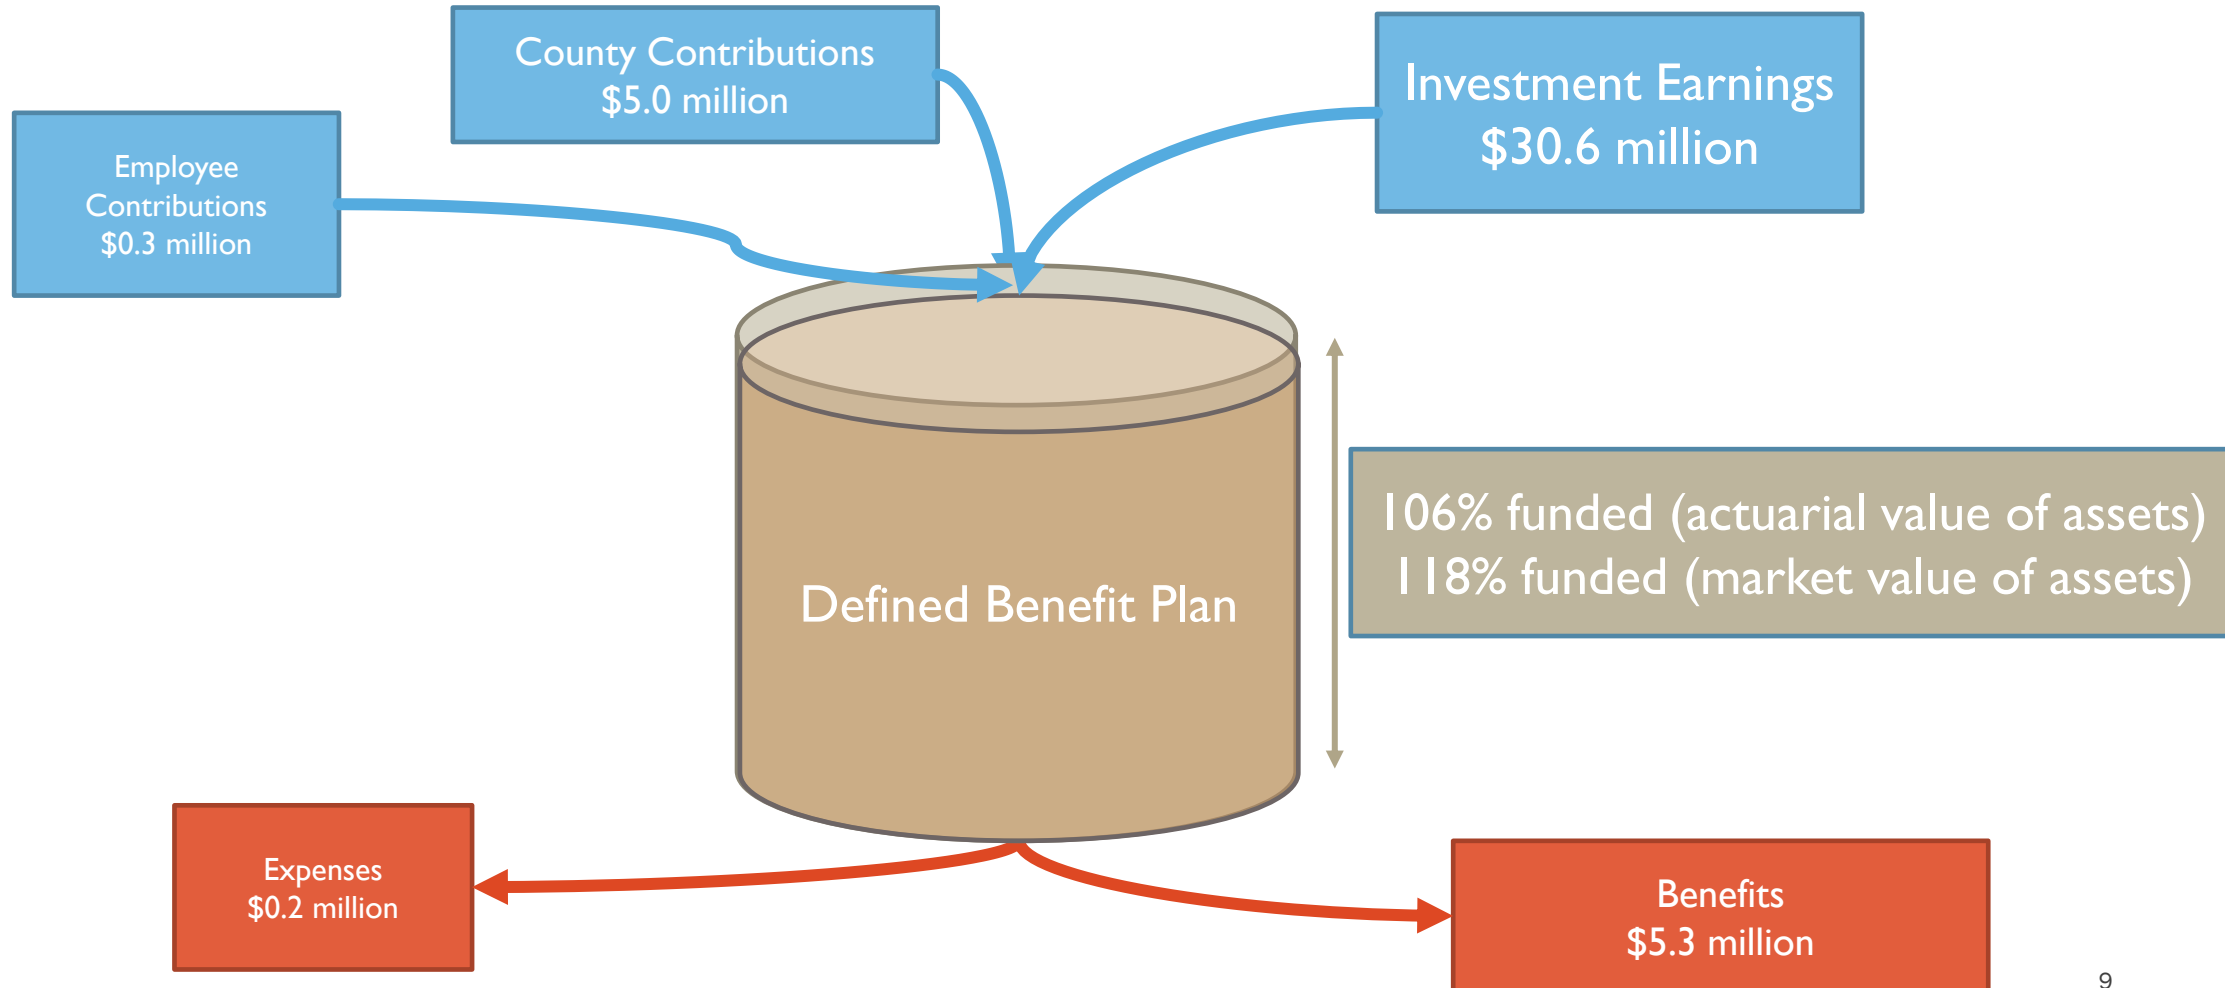 County Contributions
$5.0 million
Investment Earnings
$30.6 million
Employee
Contributions
$0.3 million
106% funded (actuarial value of assets)
118% funded (market value of assets)
Defined Benefit Plan
Expenses
$0.2 million
Benefits
$5.3 million
9